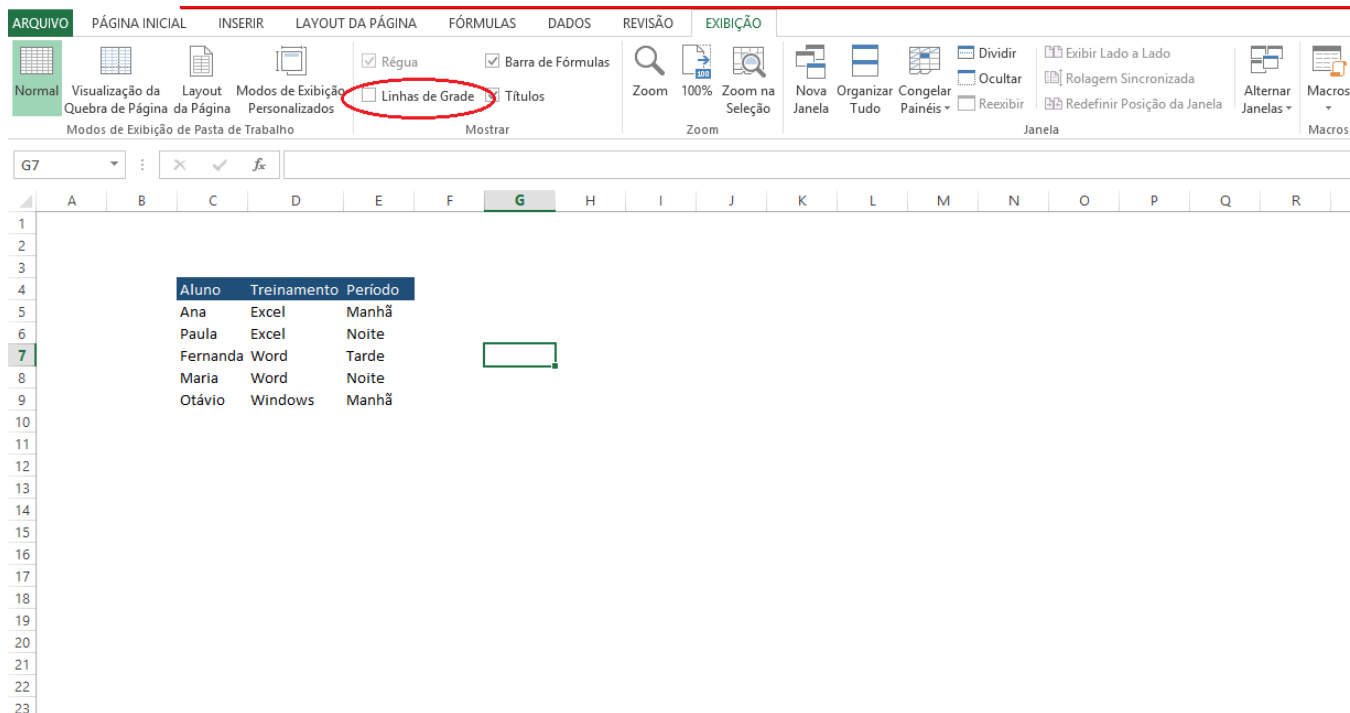 ARQUIVO PÁGINA INICIAL INSERIR LAYOUT DA PÁGINA FÓRMULAS DADOS REVISÃO EXIBIÇÃO
Normal
Visualização da
Quebra de Página
Layout
da Página
Modos de Exibição
Personalizados
Modos de Exibição de Pasta de Trabalho
Régua
Barra de Fórmulas
Linhas de Grade
Títulos
Mostrar
Zoom
100
100%
Zoom na
Seleção
Zoom
Nova
Janela
Organizar
Tudo
Congelar
Painéis
Dividir
Ocultar
Reexibir
Exibir Lado a Lado
Rolagem Sincronizada
Redefinir Posição da Janela
Janela
Alternar
Janelas
Macros
Macros
G7 fx
A B C D E F G H I J K L M N O P Q R
1
2
3
4 Aluno Treinamento Período
5 Ana Excel Manhã
6 Paula Excel Noite
7 Fernanda Word Tarde
8 Maria Word Noite
9 Otávio Windows Manhã
10
11
12
13
14
15
16
17
18
19
20
21
22
23